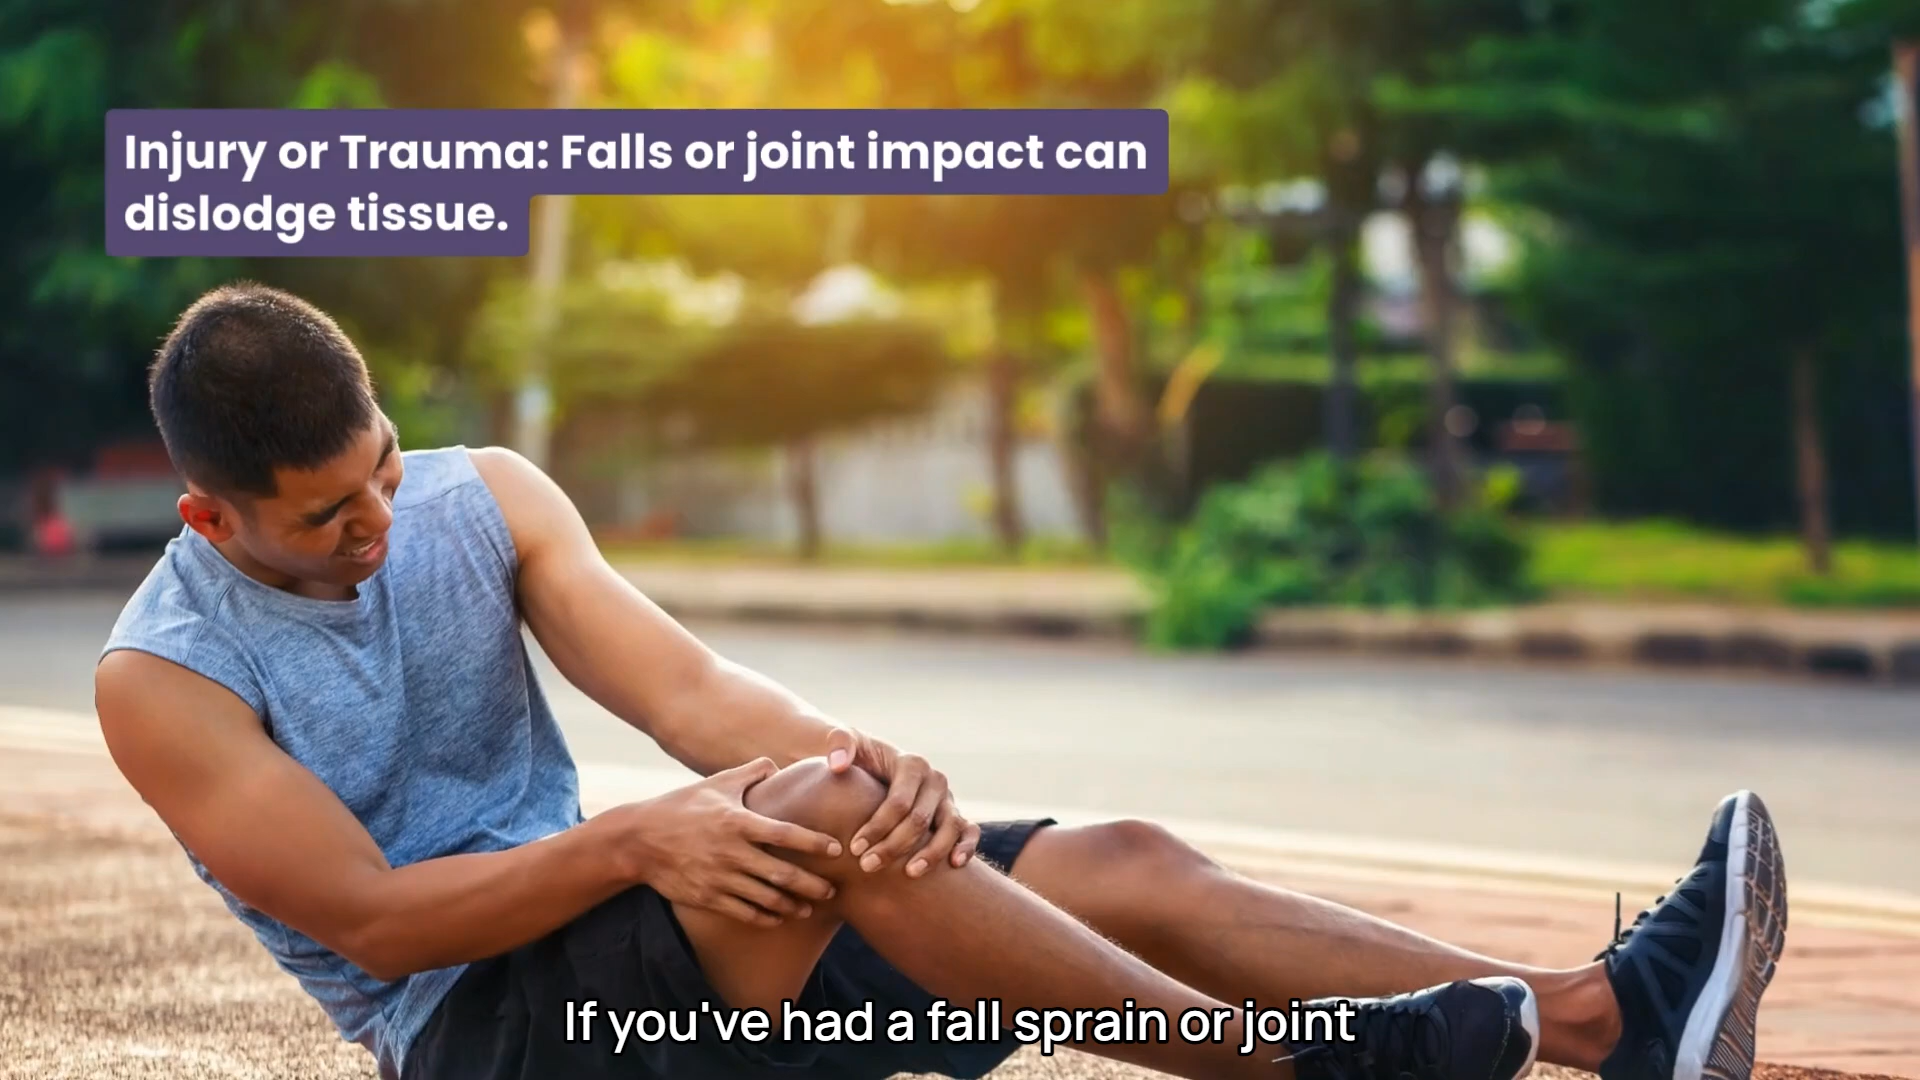 Injury or Trauma: Falls or joint impact can
dislodge tissue.
If you've had a fall sprain or joint